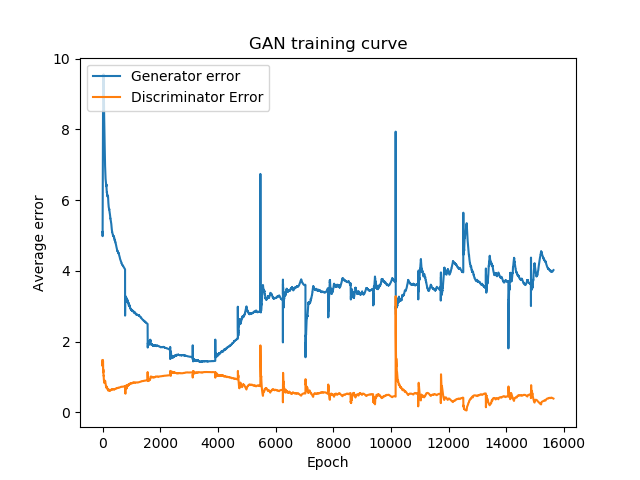 GAN training curve
Generator error
Discriminator Error
Average error
10
8
6
4
2
0
0 2000 4000 6000 8000 10000 12000 14000 16000
Epoch